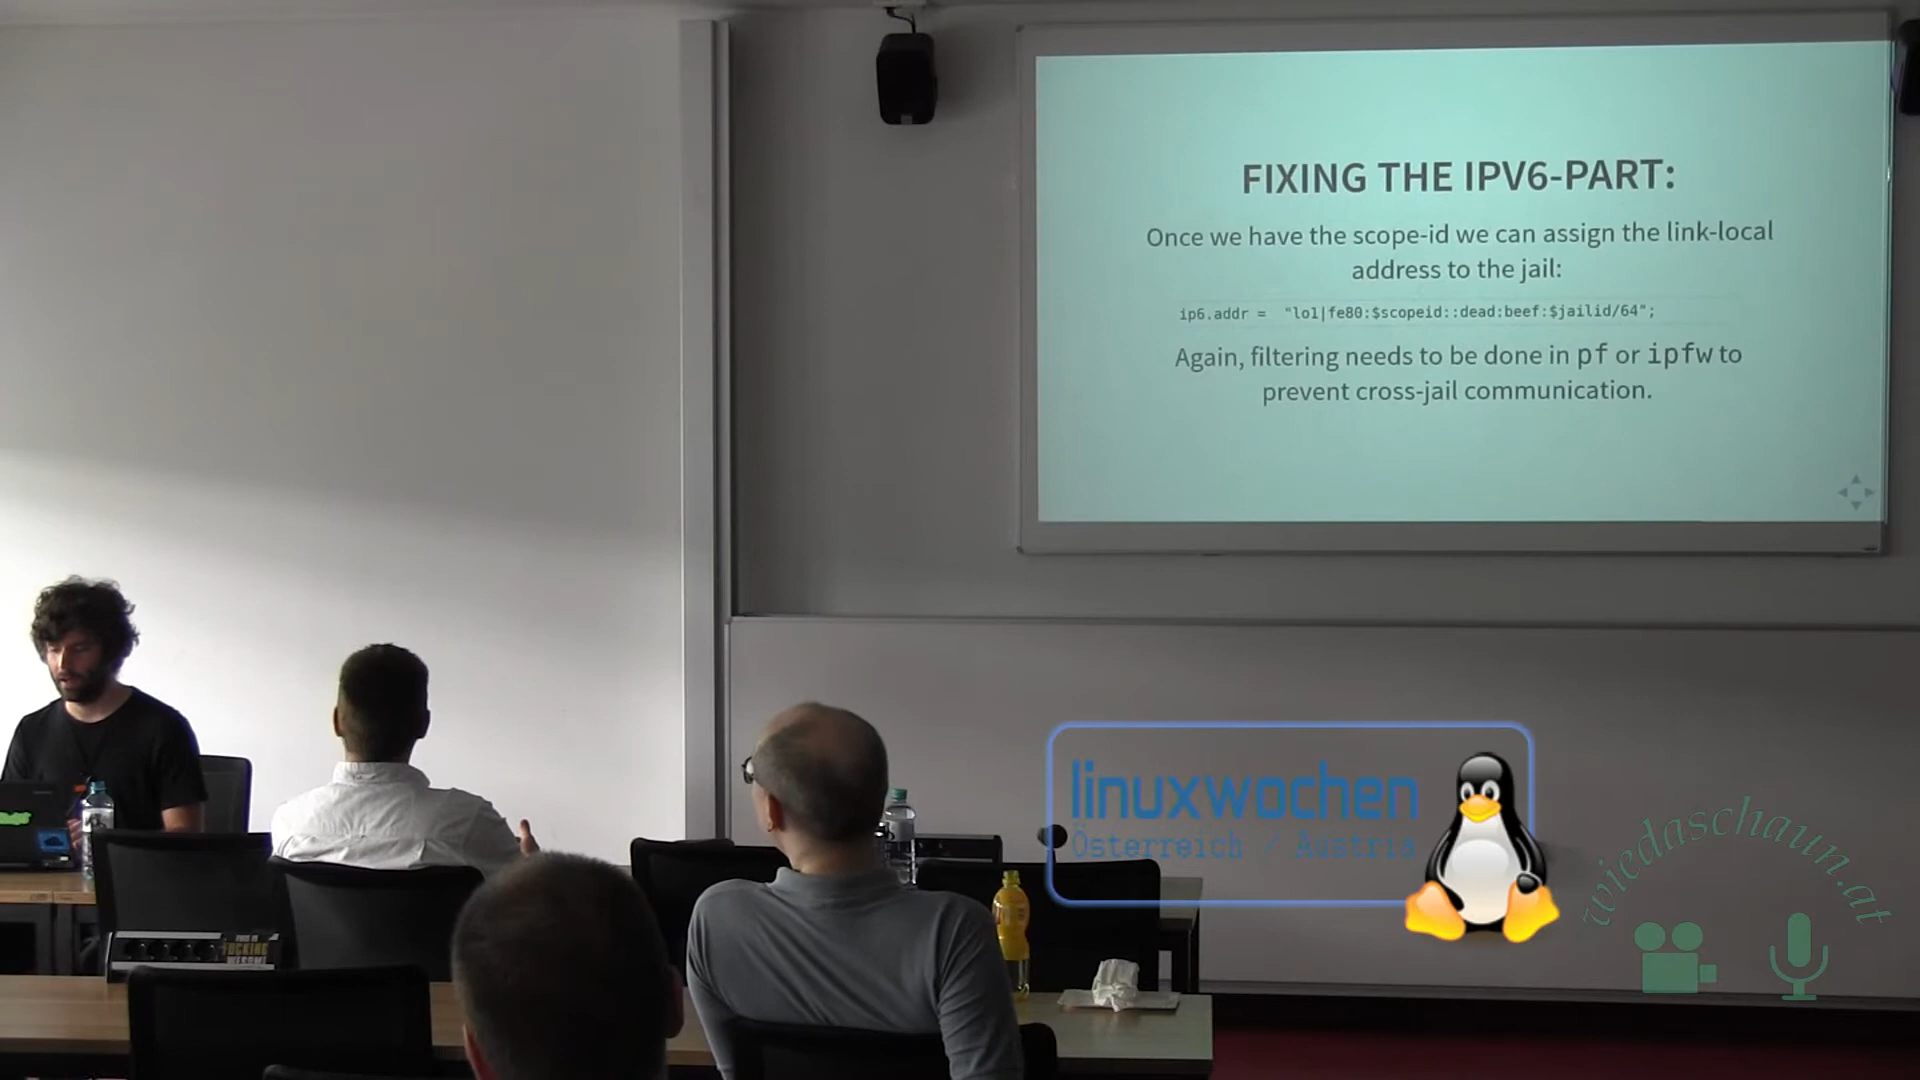 FIXING THE IPV6-PART:
Once we have the scope-id we can assign the link-local
address to the jail:
ip6.addr = "lo1|fe80:$scopeid::dead:beef:$jailid/64";
Again, filtering needs to be done in pf or ipfw to
prevent cross-jail communication.
linuxwochen
Österreich / Austria
wiedaschaun.at
FUCKING
AWESOME